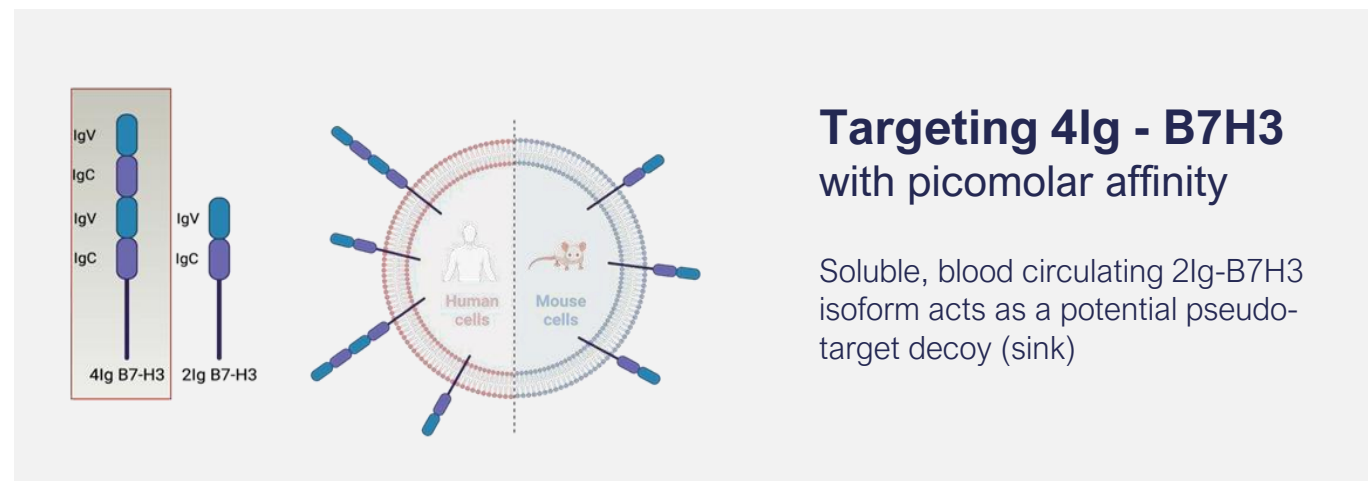 IgV
IgC
IgV
IgC
4Ig B7-H3
IgV
IgC
2Ig B7-H3
Human
cells
Mouse
cells
Targeting 4Ig - B7H3
with picomolar affinity
Soluble, blood circulating 2Ig-B7H3
isoform acts as a potential pseudo-
target decoy (sink)